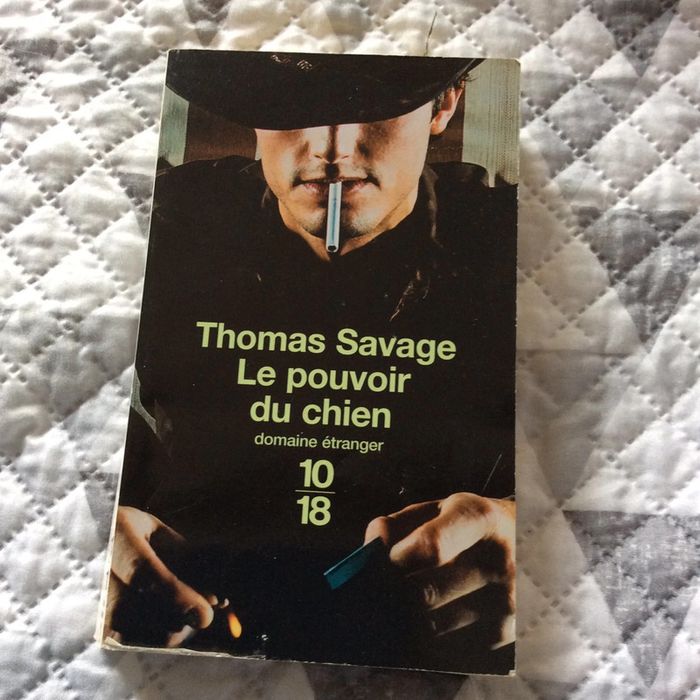 Thomas Savage
Le pouvoir
du chien
domaine étranger
10
18